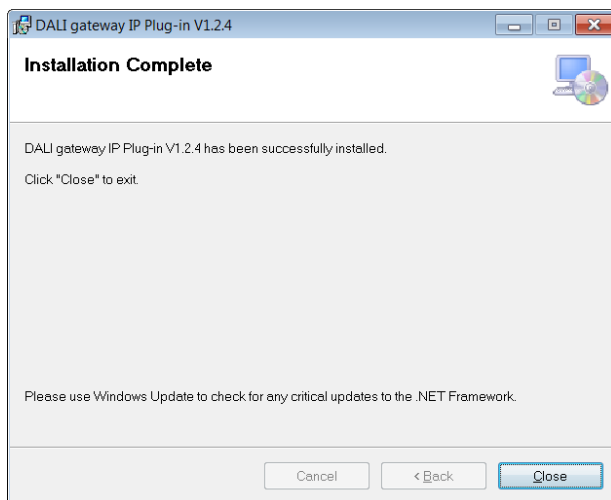 DALI gateway IP Plug-in V1.2.4
Installation Complete
DALI gateway IP Plug-in V1.2.4 has been successfully installed.
Click "Close" to exit.
Please use Windows Update to check for any critical updates to the .NET Framework.
Cancel
< Back
Close